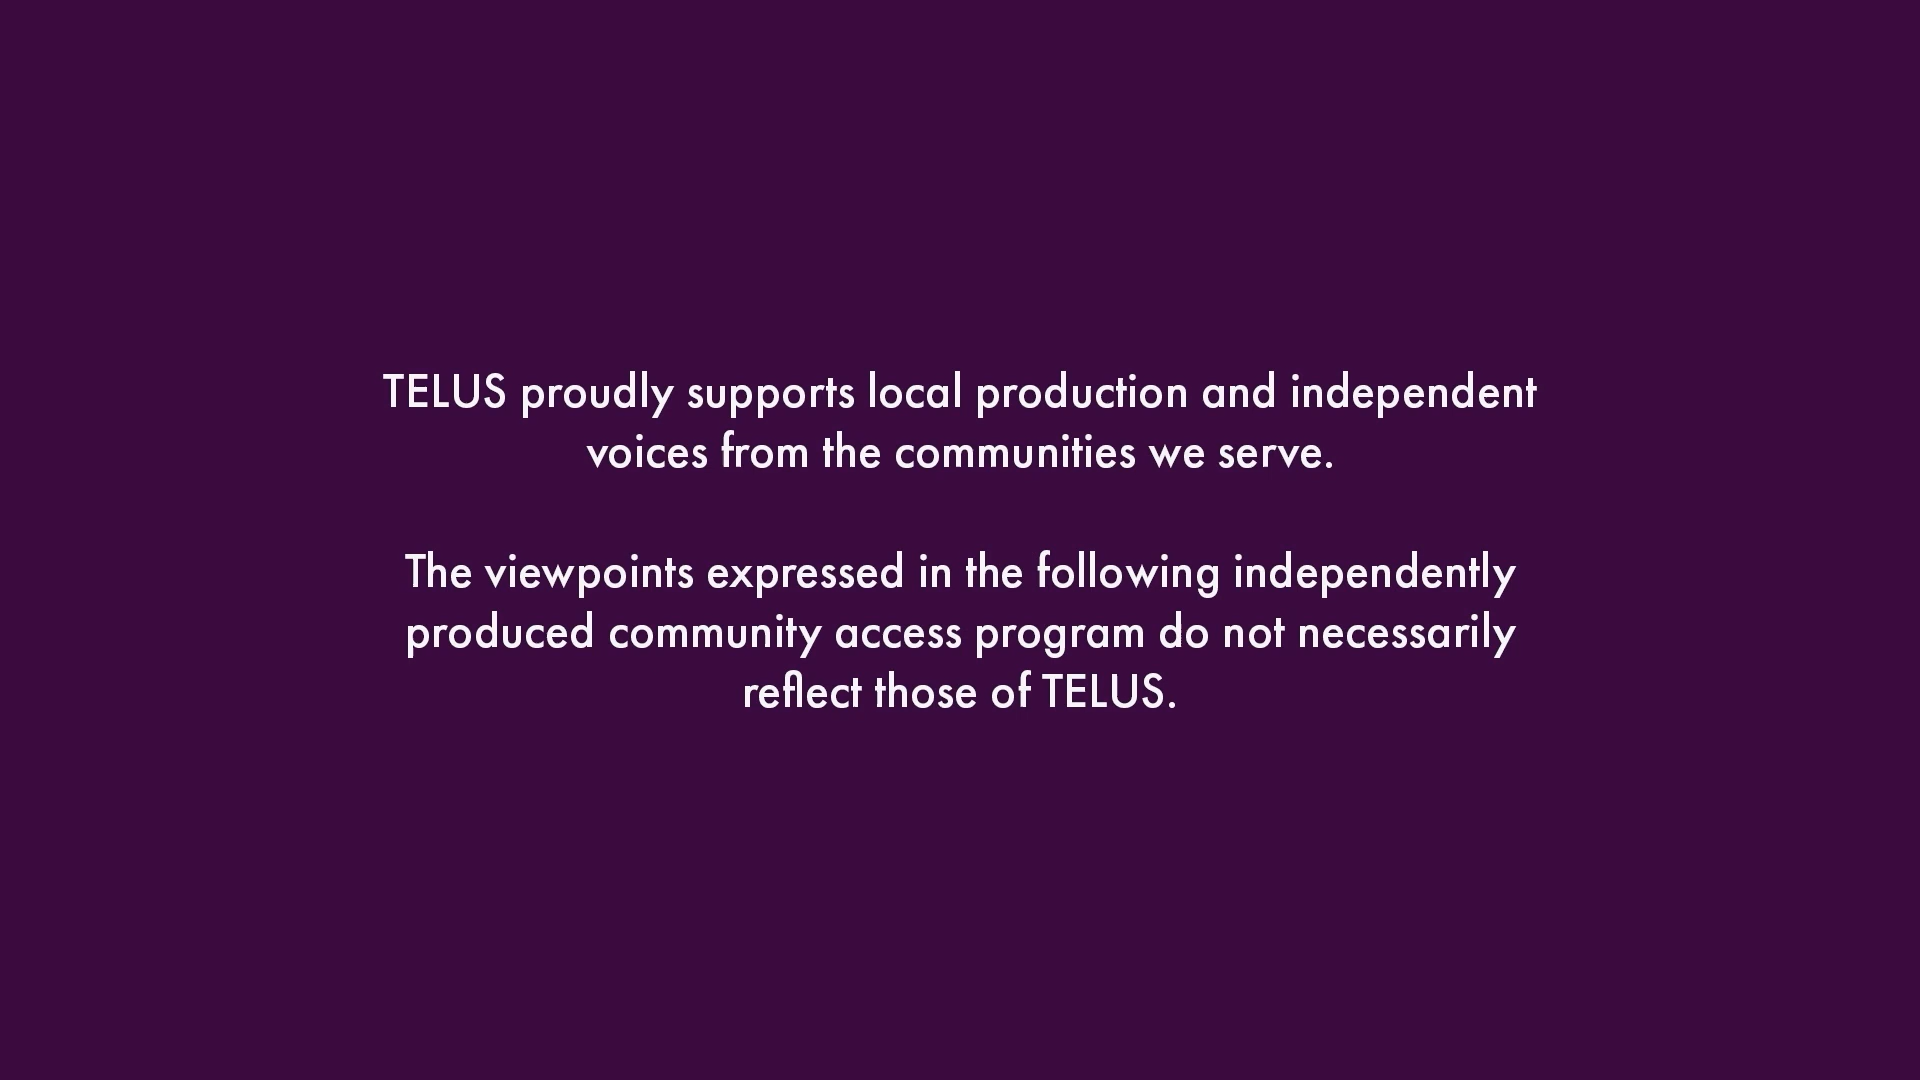 TELUS proudly supports local production and independent
voices from the communities we serve.
The viewpoints expressed in the following independently
produced community access program do not necessarily
reflect those of TELUS.